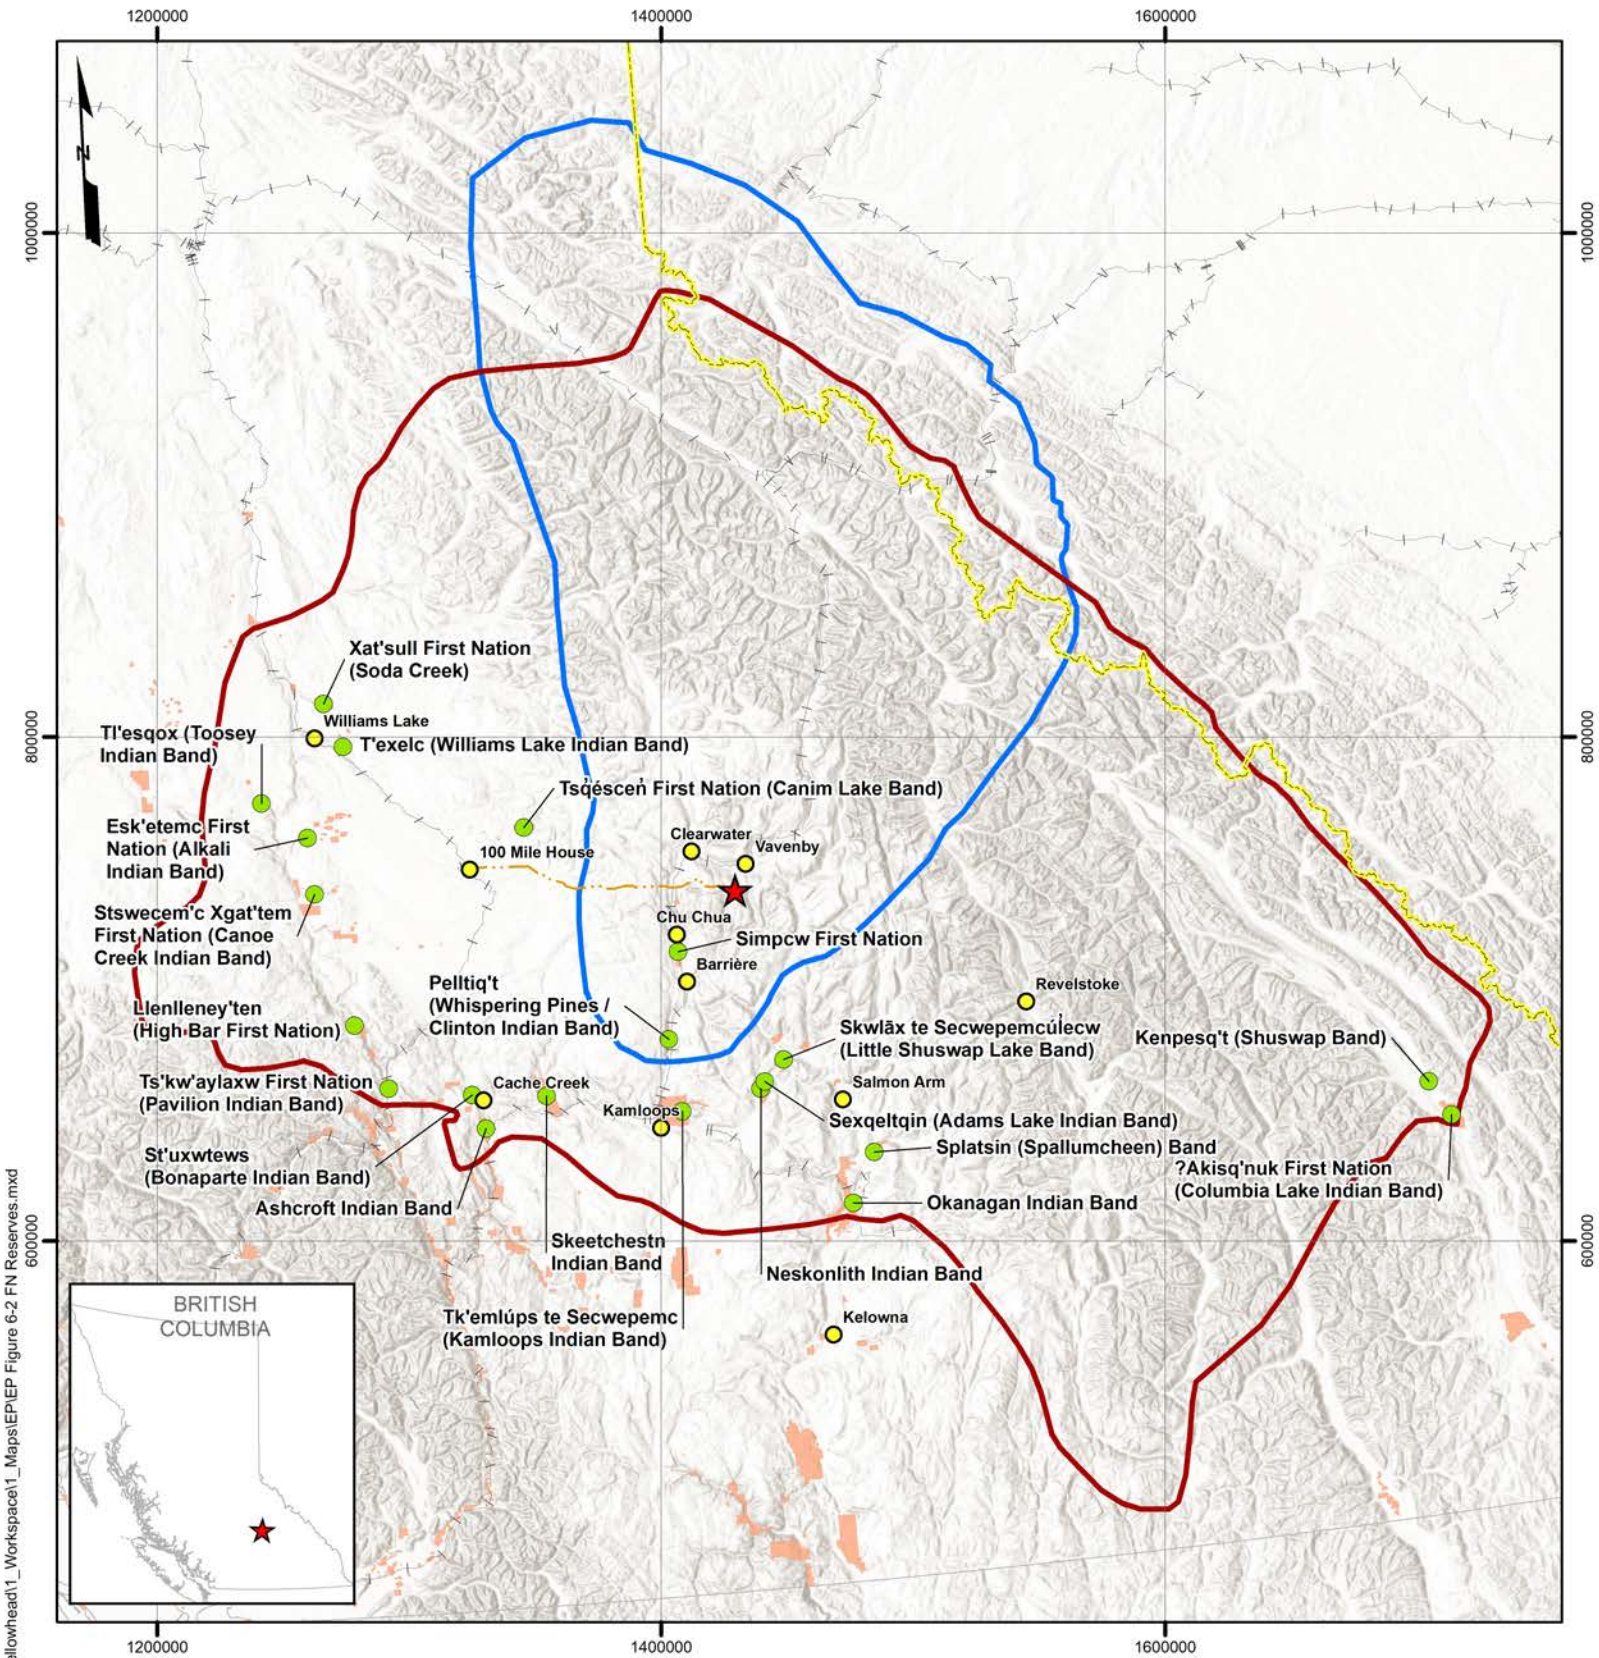 1200000
1400000
1600000
N
1000000
1000000
Xat'sull First Nation
(Soda Creek)
Williams Lake
Tl'esqox (Toosey
Indian Band)
T'exelc (Williams Lake Indian Band)
800000
800000
Tsq̓éscen̓ First Nation (Canim Lake Band)
Esk'etemc First
Nation (Alkali
Indian Band)
Clearwater
Vavenby
100 Mile House
Stswecem'c Xgat'tem
First Nation (Canoe
Creek Indian Band)
Chu Chua
Simpcw First Nation
Barrière
Pelltiq't
(Whispering Pines /
Clinton Indian Band)
Revelstoke
Llenlleney'ten
(High Bar First Nation)
Skwlāx te Secwepemcúl̓ecw
(Little Shuswap Lake Band)
Kenpesq't (Shuswap Band)
Ts'kw'aylaxw First Nation
(Pavilion Indian Band)
Cache Creek
Salmon Arm
Kamloops
Sexqeltqin (Adams Lake Indian Band)
St'uxwtews
(Bonaparte Indian Band)
Splatsin (Spallumcheen) Band
?Akisq'nuk First Nation
(Columbia Lake Indian Band)
Ashcroft Indian Band
Okanagan Indian Band
600000
600000
Skeetchestn
Indian Band
Neskonlith Indian Band
Tk'emlúps te Secwepemc
(Kamloops Indian Band)
Kelowna
BRITISH
COLUMBIA
ellowhead\1_Workspace\1_Maps\EP\EP Figure 6-2 FN Reserves.mxd
1200000
1400000
1600000